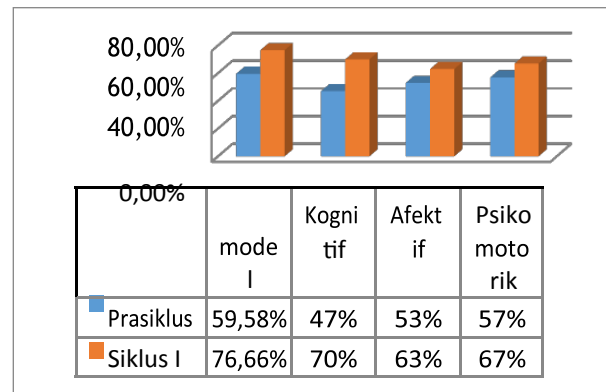 80,00%
60,00%
40,00%
0,00%
mode
l
Kogni
tif
Afekt
if
Psiko
moto
rik
Prasiklus 59,58% 47% 53% 57%
Siklus I 76,66% 70% 63% 67%